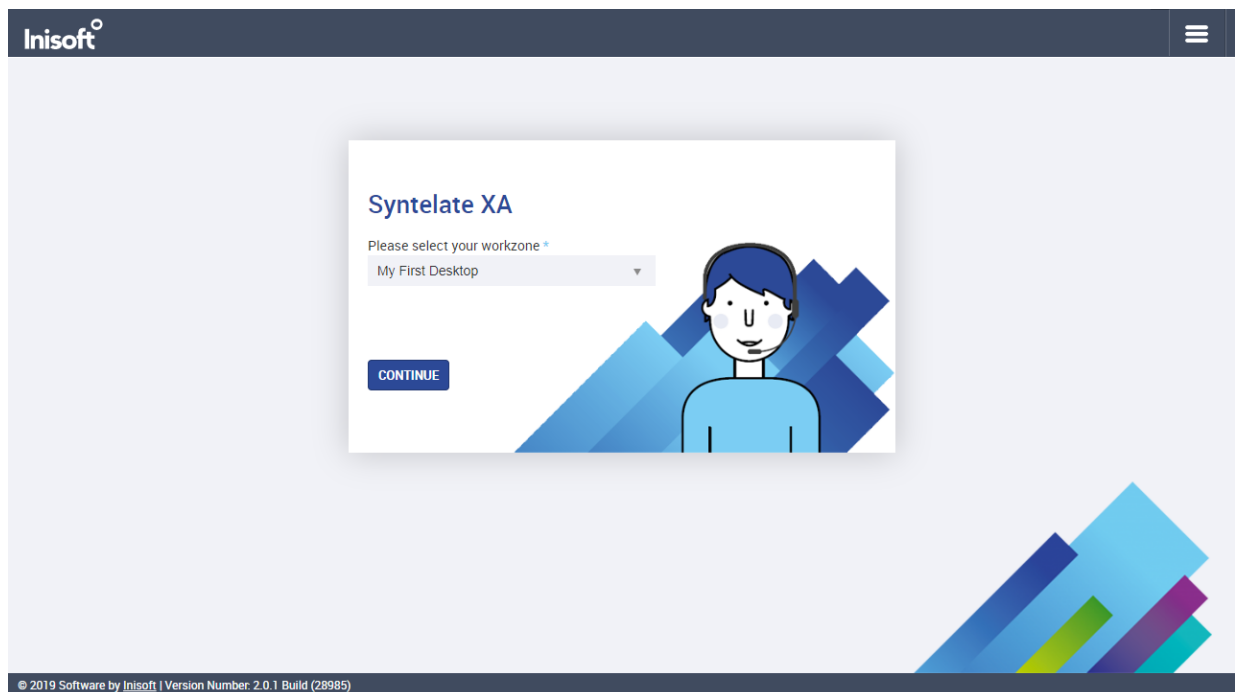 Inisoft
Syntelate XA
Please select your workzone *
My First Desktop
CONTINUE
© 2019 Software by Inisoft | Version Number: 2.0.1 Build (28985)